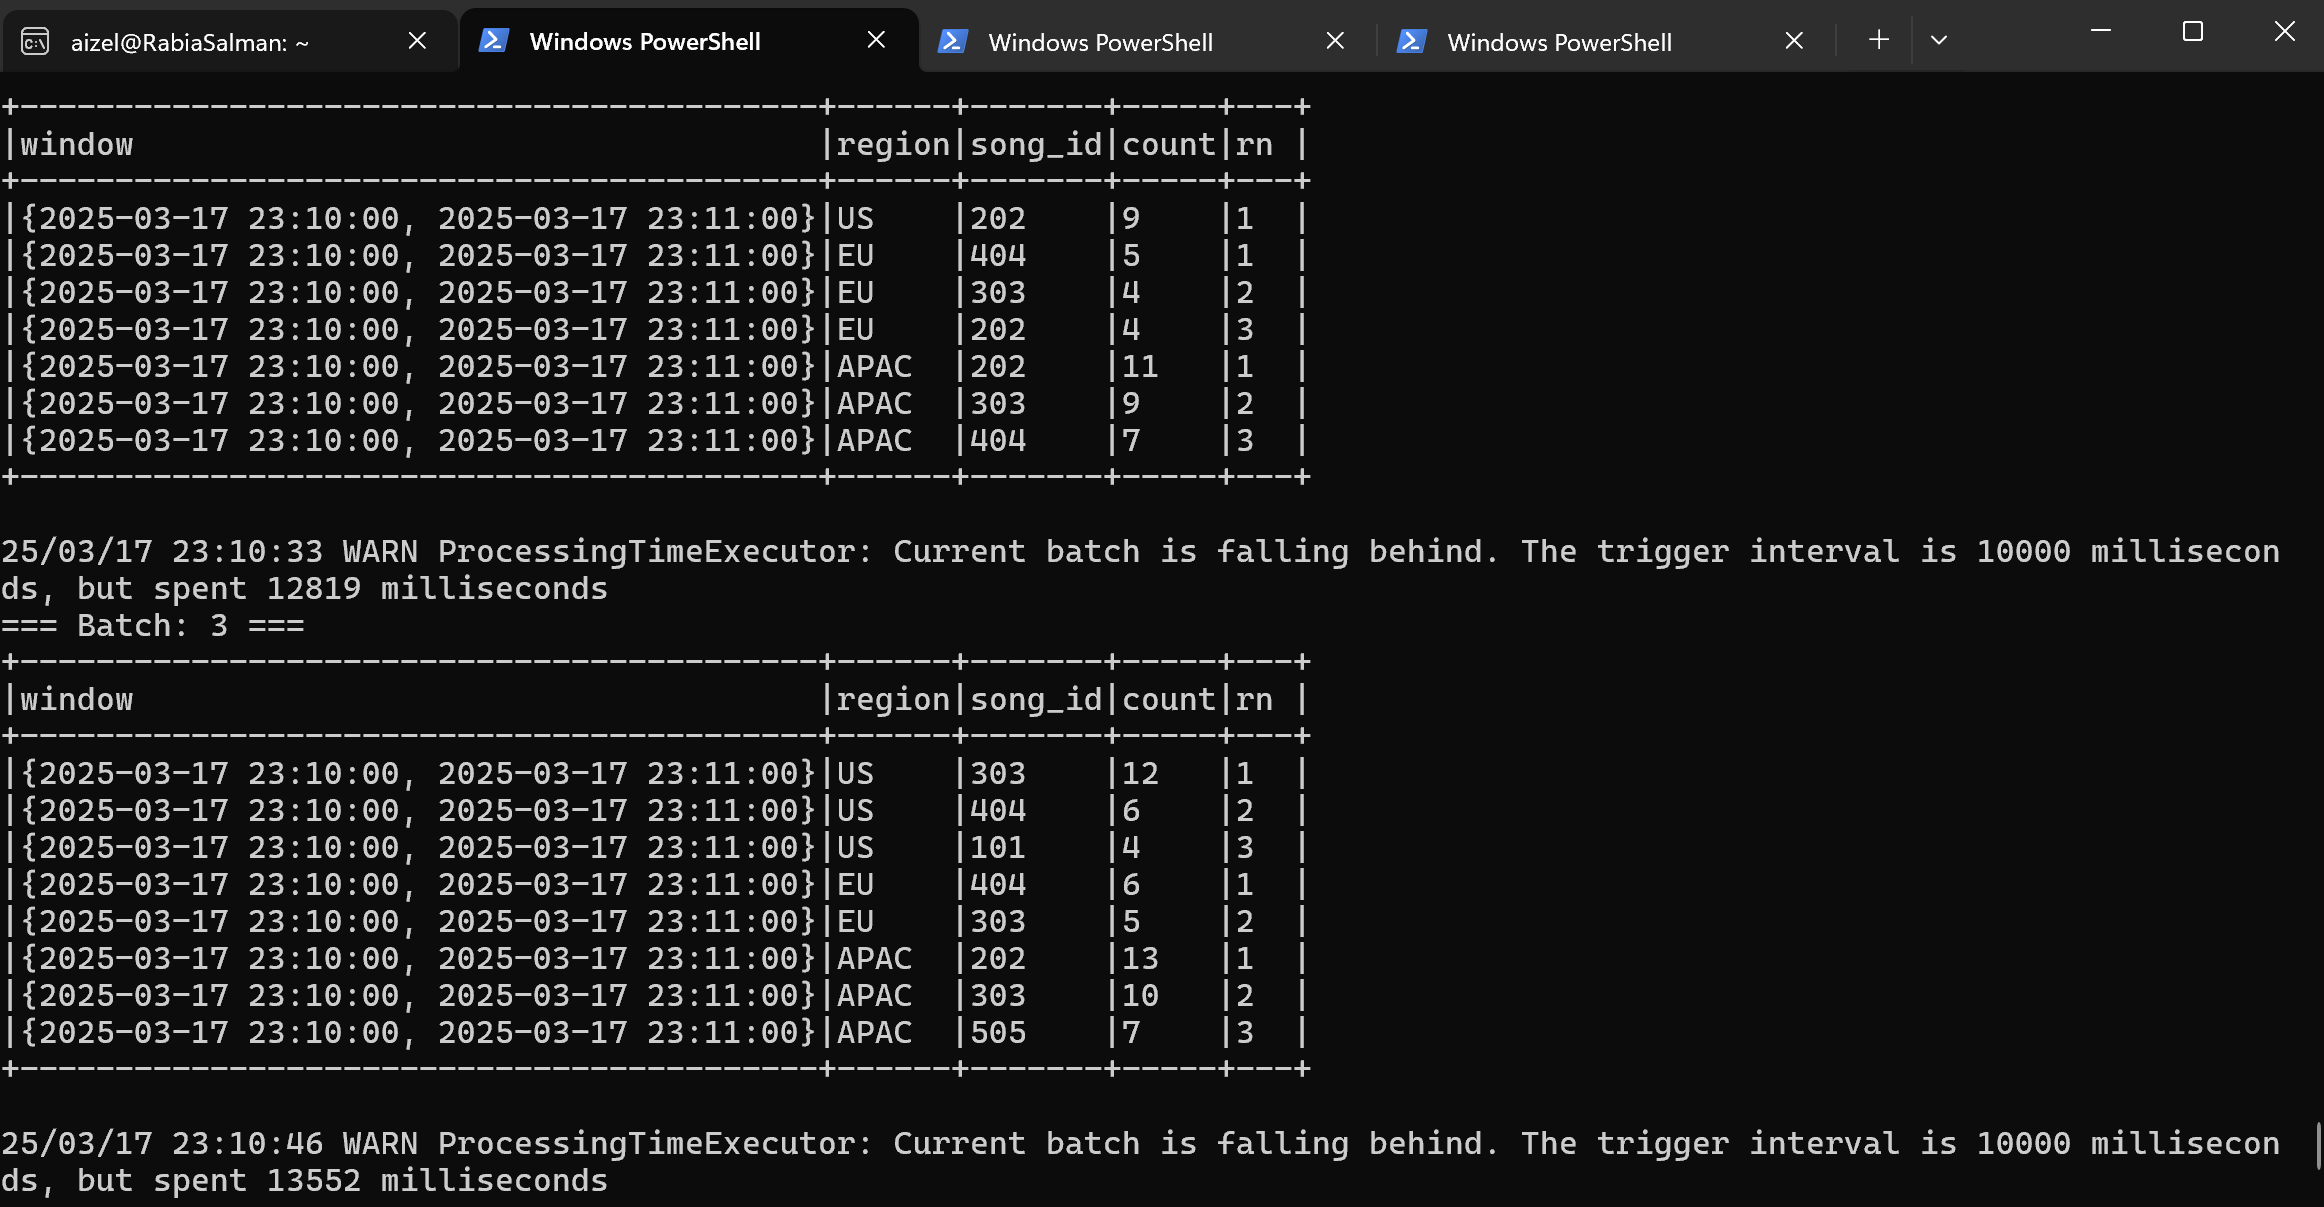 aizel@RabiaSalman: ~
Windows PowerShell
Windows PowerShell
Windows PowerShell
+------------------------------------------+------+-------+-----+---+
|window                                    |region|song_id|count|rn |
+------------------------------------------+------+-------+-----+---+
|{2025-03-17 23:10:00, 2025-03-17 23:11:00}|US    |202    |9    |1  |
|{2025-03-17 23:10:00, 2025-03-17 23:11:00}|EU    |404    |5    |1  |
|{2025-03-17 23:10:00, 2025-03-17 23:11:00}|EU    |303    |4    |2  |
|{2025-03-17 23:10:00, 2025-03-17 23:11:00}|EU    |202    |4    |3  |
|{2025-03-17 23:10:00, 2025-03-17 23:11:00}|APAC  |202    |11   |1  |
|{2025-03-17 23:10:00, 2025-03-17 23:11:00}|APAC  |303    |9    |2  |
|{2025-03-17 23:10:00, 2025-03-17 23:11:00}|APAC  |404    |7    |3  |
+------------------------------------------+------+-------+-----+---+
25/03/17 23:10:33 WARN ProcessingTimeExecutor: Current batch is falling behind. The trigger interval is 10000 millisecon
ds, but spent 12819 milliseconds
=== Batch: 3 ===
+------------------------------------------+------+-------+-----+---+
|window                                    |region|song_id|count|rn |
+------------------------------------------+------+-------+-----+---+
|{2025-03-17 23:10:00, 2025-03-17 23:11:00}|US    |303    |12   |1  |
|{2025-03-17 23:10:00, 2025-03-17 23:11:00}|US    |404    |6    |2  |
|{2025-03-17 23:10:00, 2025-03-17 23:11:00}|US    |101    |4    |3  |
|{2025-03-17 23:10:00, 2025-03-17 23:11:00}|EU    |404    |6    |1  |
|{2025-03-17 23:10:00, 2025-03-17 23:11:00}|EU    |303    |5    |2  |
|{2025-03-17 23:10:00, 2025-03-17 23:11:00}|APAC  |202    |13   |1  |
|{2025-03-17 23:10:00, 2025-03-17 23:11:00}|APAC  |303    |10   |2  |
|{2025-03-17 23:10:00, 2025-03-17 23:11:00}|APAC  |505    |7    |3  |
+------------------------------------------+------+-------+-----+---+
25/03/17 23:10:46 WARN ProcessingTimeExecutor: Current batch is falling behind. The trigger interval is 10000 millisecon
ds, but spent 13552 milliseconds